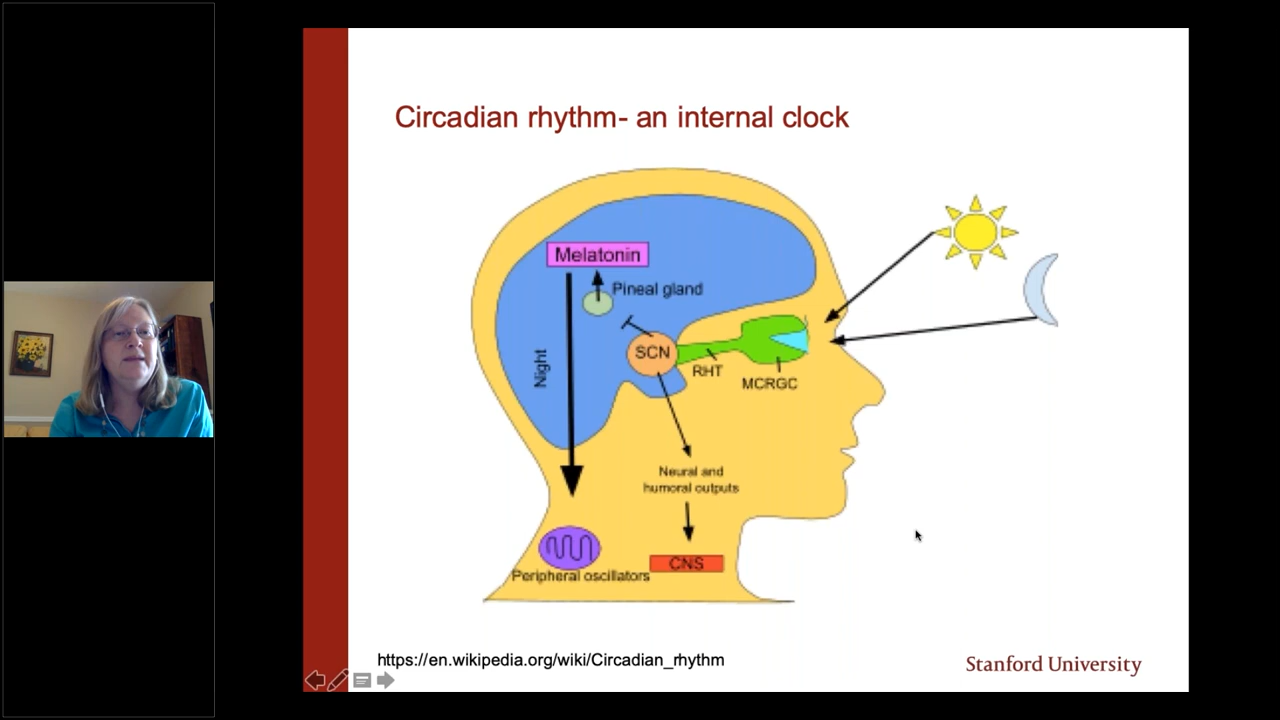 Circadian rhythm- an internal clock
Melatonin
Pineal gland
SCN
RHT
MCRGC
Night
Neural and
humoral outputs
CNS
Peripheral oscillators
https://en.wikipedia.org/wiki/Circadian_rhythm
Stanford University